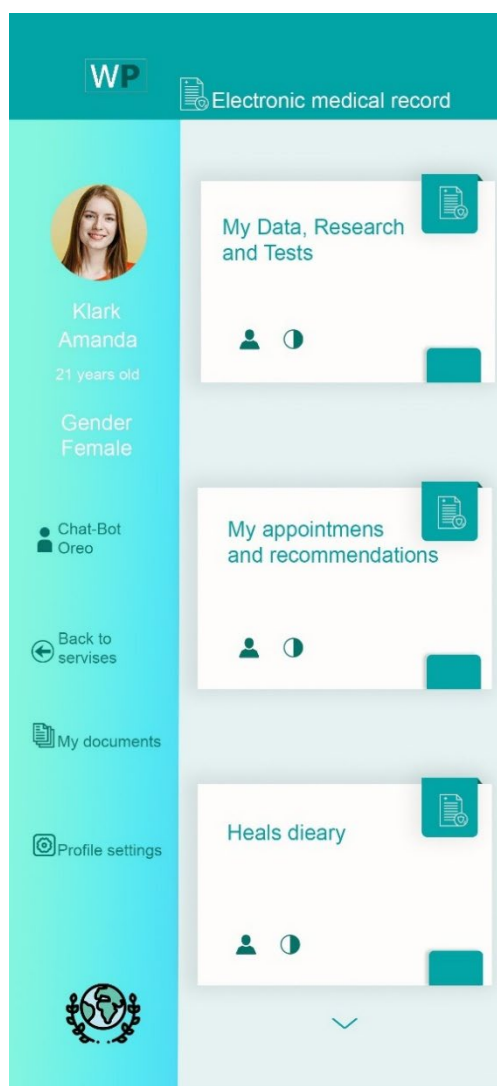 WP
Electronic medical record
Klark
Amanda
21 years old
Gender
Female
Chat-Bot
Oreo
Back to
servises
My documents
Profile settings
My Data, Research
and Tests
My appointmens
and recommendations
Heals dieary